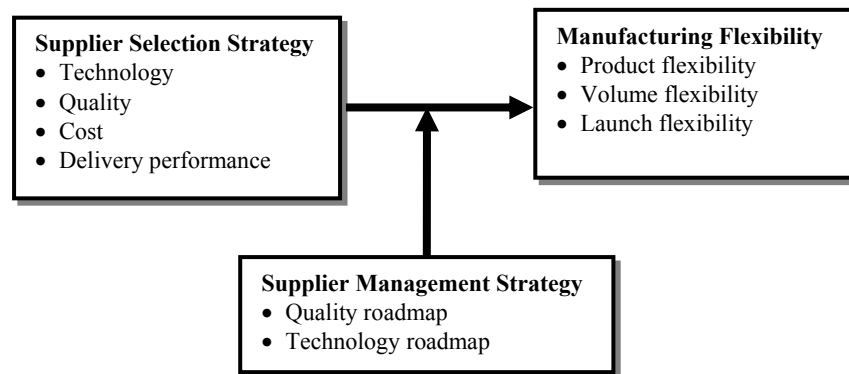 Supplier Selection Strategy
• Technology
• Quality
• Cost
• Delivery performance
Manufacturing Flexibility
• Product flexibility
• Volume flexibility
• Launch flexibility
Supplier Management Strategy
• Quality roadmap
• Technology roadmap